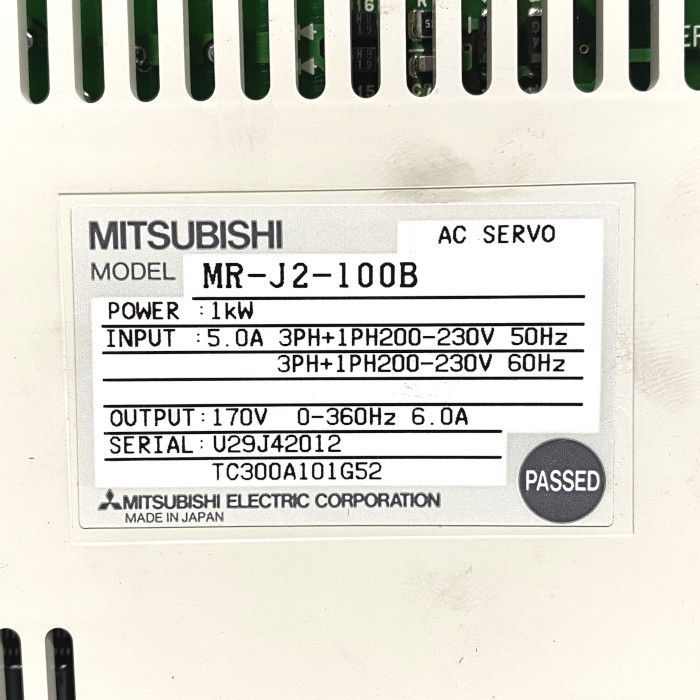 16
MITSUBISHI
AC SERVO
MODEL MR-J2-100B
POWER :1kW
INPUT :5.0A 3PH+1PH200-230V 50Hz
3PH+1PH200-230V 60Hz
OUTPUT:170V 0-360Hz 6.0A
SERIAL:U29J42012
TC300A101G52
PASSED
MITSUBISHI ELECTRIC CORPORATION
MADE IN JAPAN